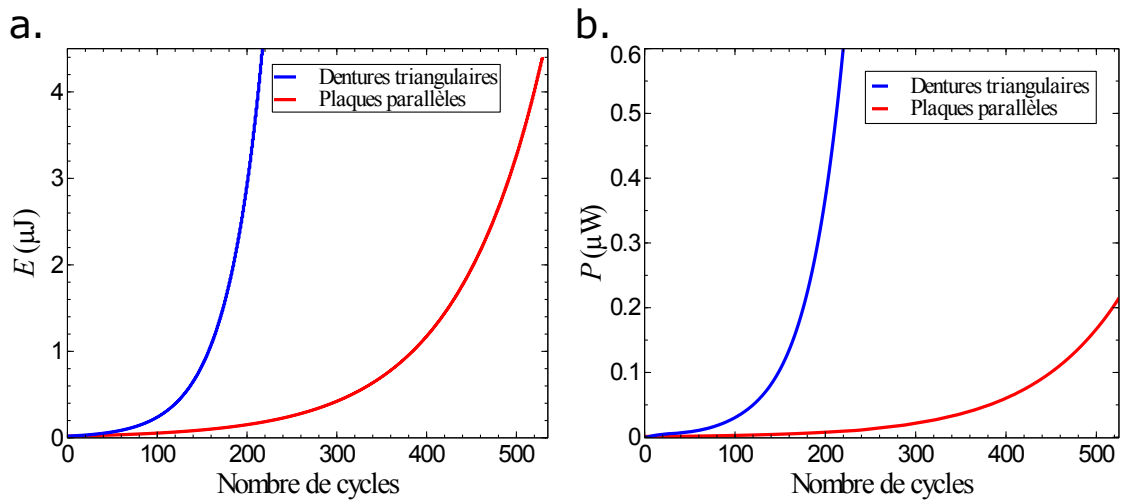 a.
Dentures triangulaires
Plaques parallèles
E (µJ)
4
3
2
1
0
0 100 200 300 400 500
Nombre de cycles
b.
Dentures triangulaires
Plaques parallèles
P (µW)
0.6
0.5
0.4
0.3
0.2
0.1
0
0 100 200 300 400 500
Nombre de cycles